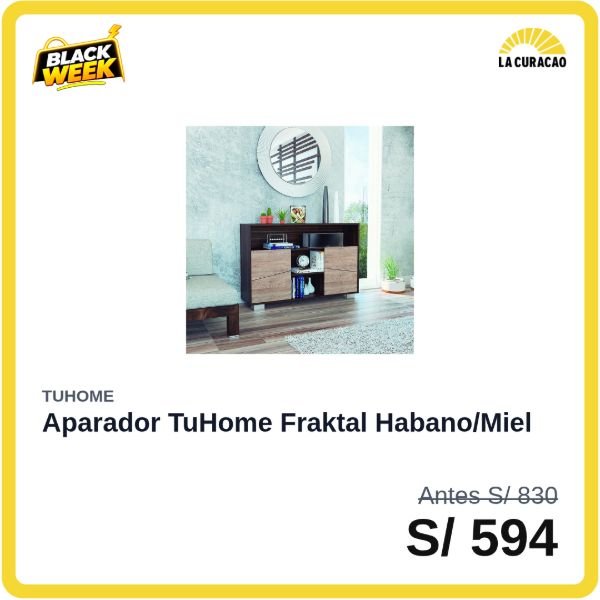 BLACK
WEEK
LA CURACAO
TUHOME
Aparador TuHome Fraktal Habano/Miel
Antes S/ 830
S/ 594